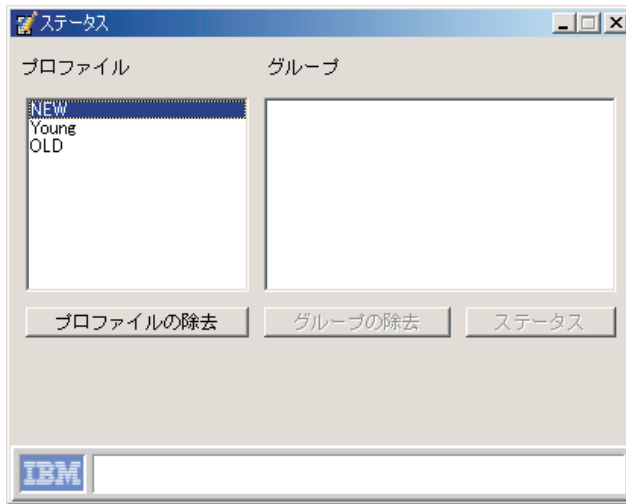 ステータス
プロファイル
グループ
NEW
Young
OLD
プロファイルの除去
グループの除去
ステータス
IBM